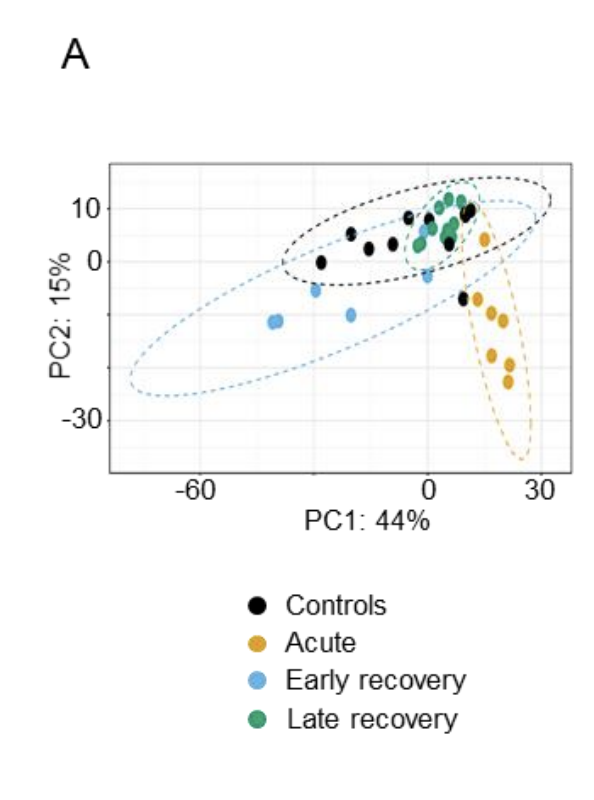 A
10
0
-30
PC2: 15%
-60
0
30
PC1: 44%
Controls
Acute
Early recovery
Late recovery